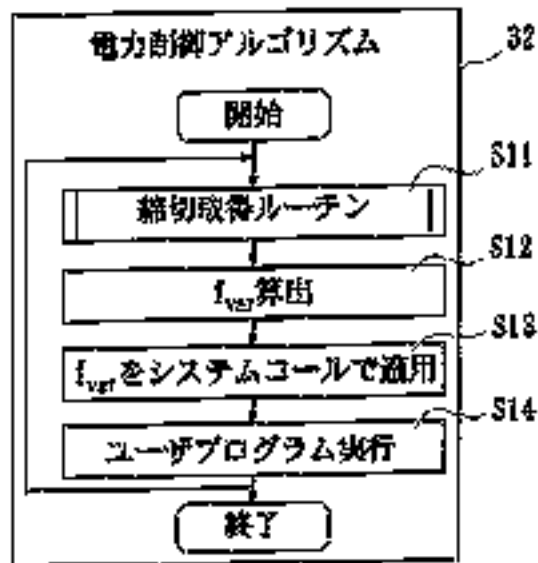 電力制御アルゴリズム
32
開始
S11
締切取得ルーチン
S12
fvar算出
S13
fvarをシステムコールで適用
S14
ユーザプログラム実行
終了